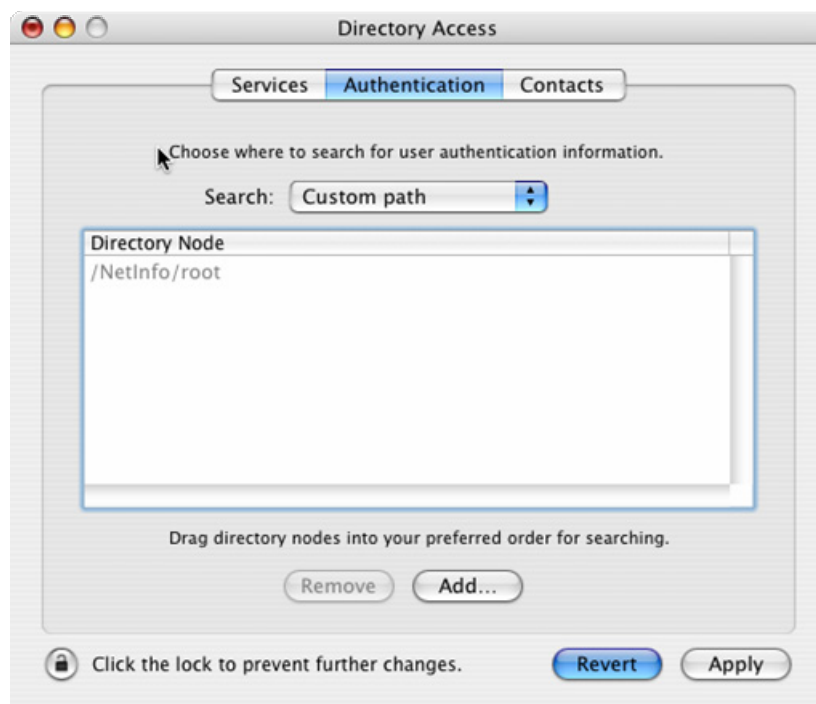 Directory Access
Services Authentication Contacts
Choose where to search for user authentication information.
Search: Custom path
Directory Node
/NetInfo/root
Drag directory nodes into your preferred order for searching.
Remove Add...
Click the lock to prevent further changes. Revert Apply